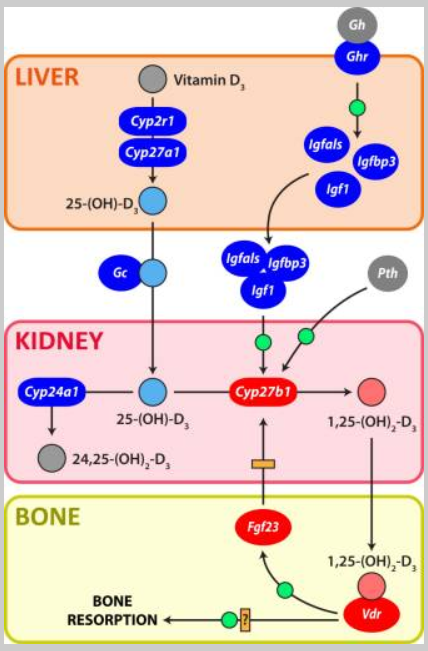 Gh
Ghr
LIVER
Vitamin D3
Cyp2r1
Cyp27a1
Igfals
Igfbp3
Igf1
25-(OH)-D3
Gc
Igfals
Igfbp3
Igf1
Pth
KIDNEY
Cyp24a1
Cyp27b1
25-(OH)-D3
1,25-(OH)2-D3
24,25-(OH)2-D3
BONE
Fgf23
1,25-(OH)2-D3
Vdr
BONE
RESORPTION
?